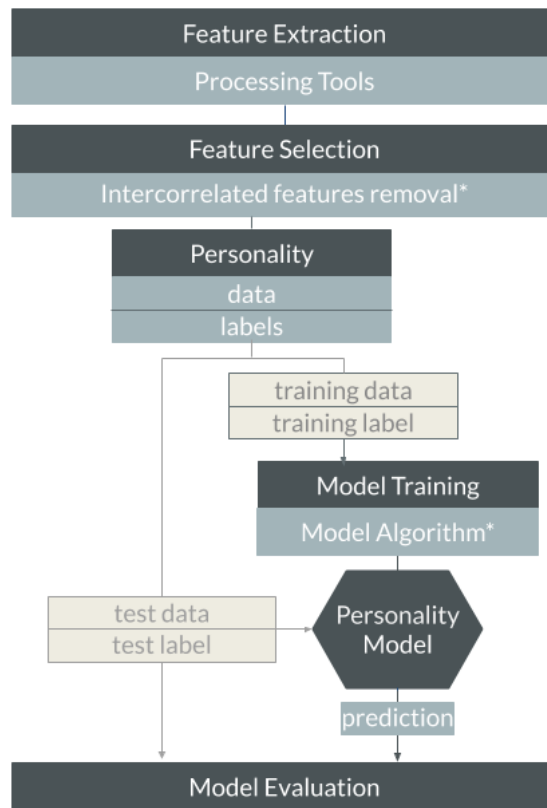 Feature Extraction
Processing Tools
Feature Selection
Intercorrelated features removal*
Personality
data
labels
training data
training label
Model Training
Model Algorithm*
test data
test label
Personality
Model
prediction
Model Evaluation